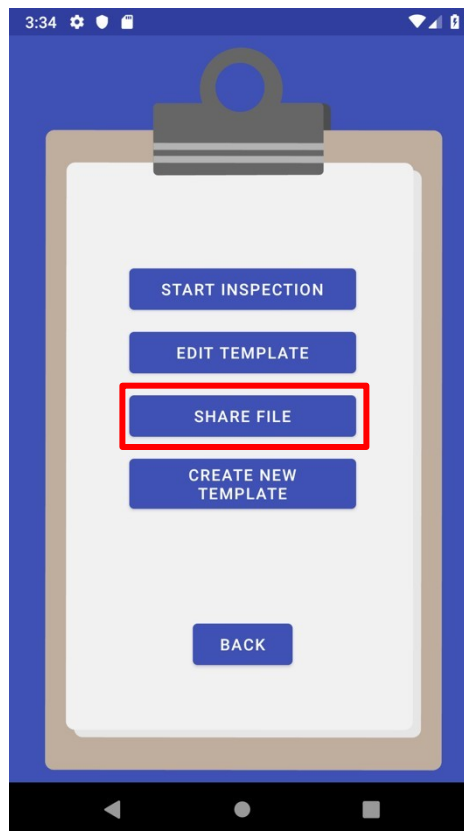 3:34
START INSPECTION
EDIT TEMPLATE
SHARE FILE
CREATE NEW
TEMPLATE
BACK